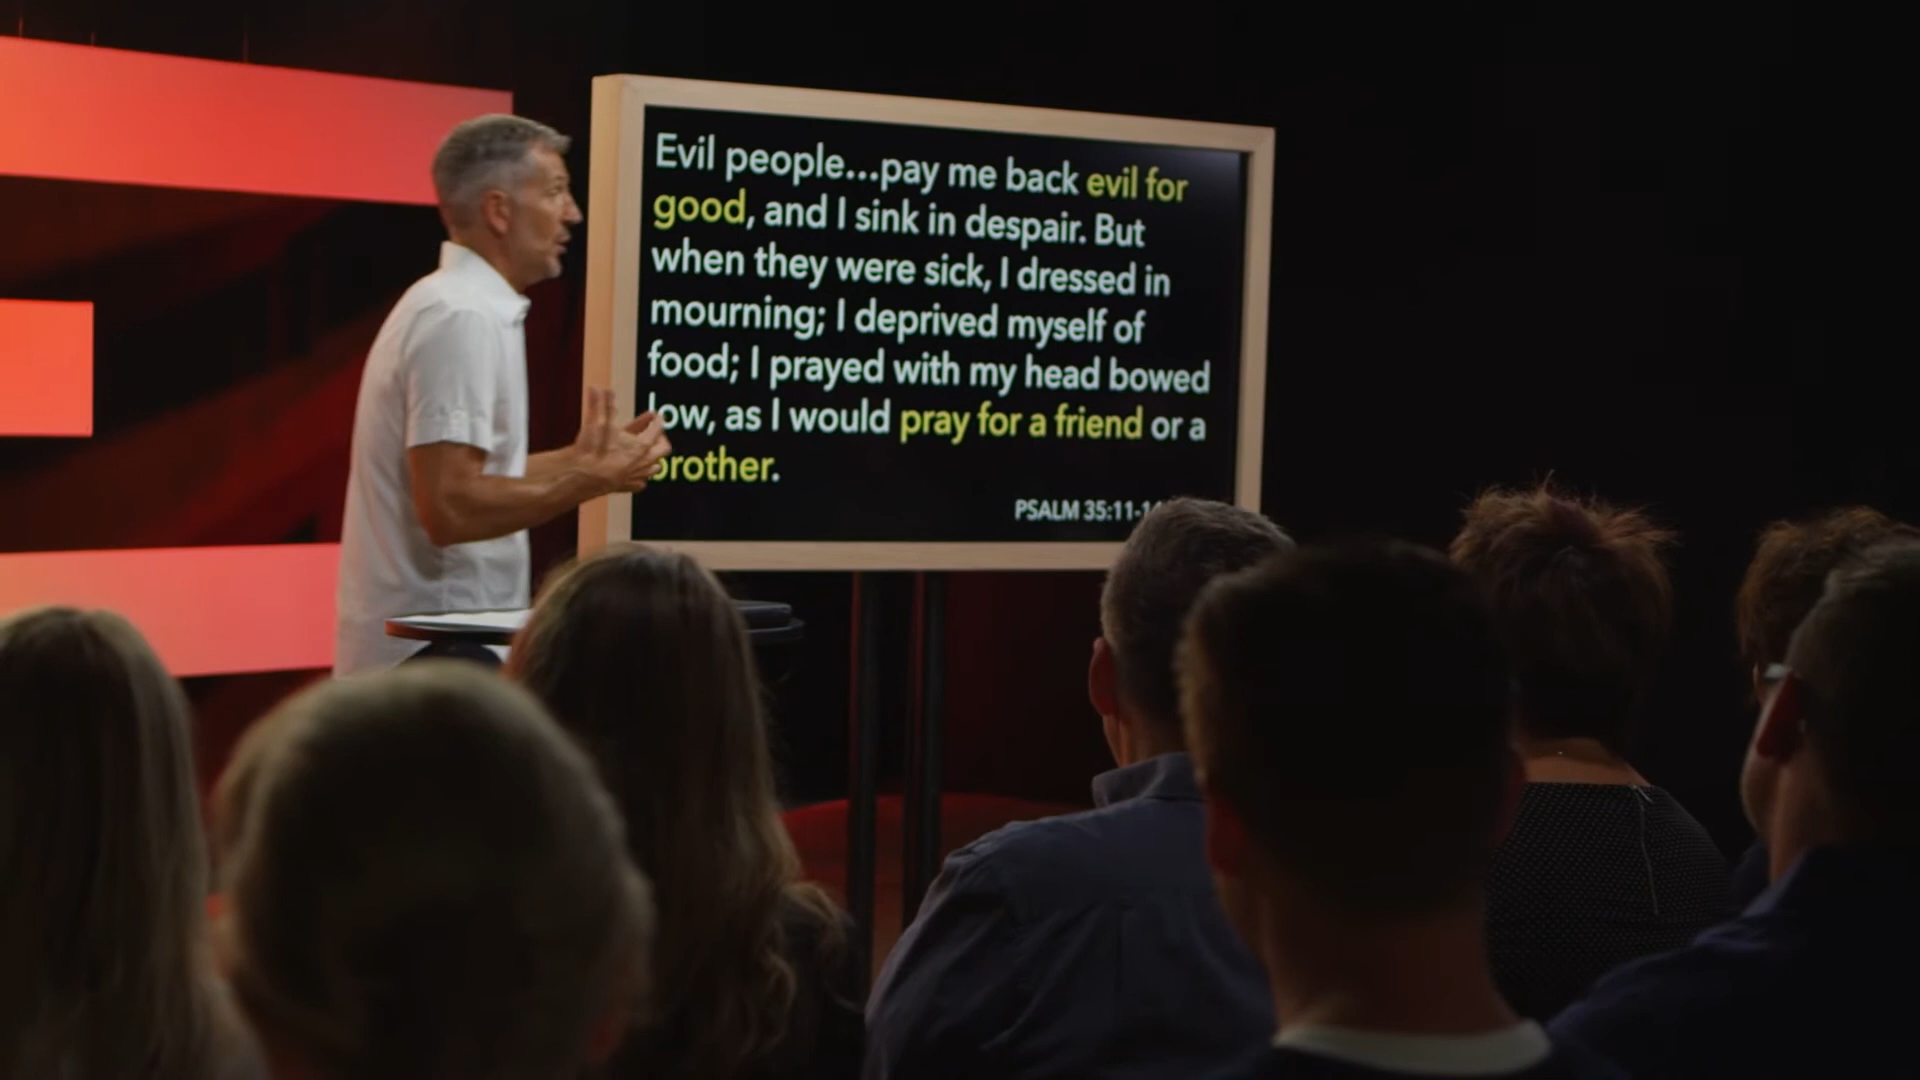 Evil people...pay me back evil for
good, and I sink in despair. But
when they were sick, I dressed in
mourning; I deprived myself of
food; I prayed with my head bowed
low, as I would pray for a friend or a
brother.
PSALM 35:11-14